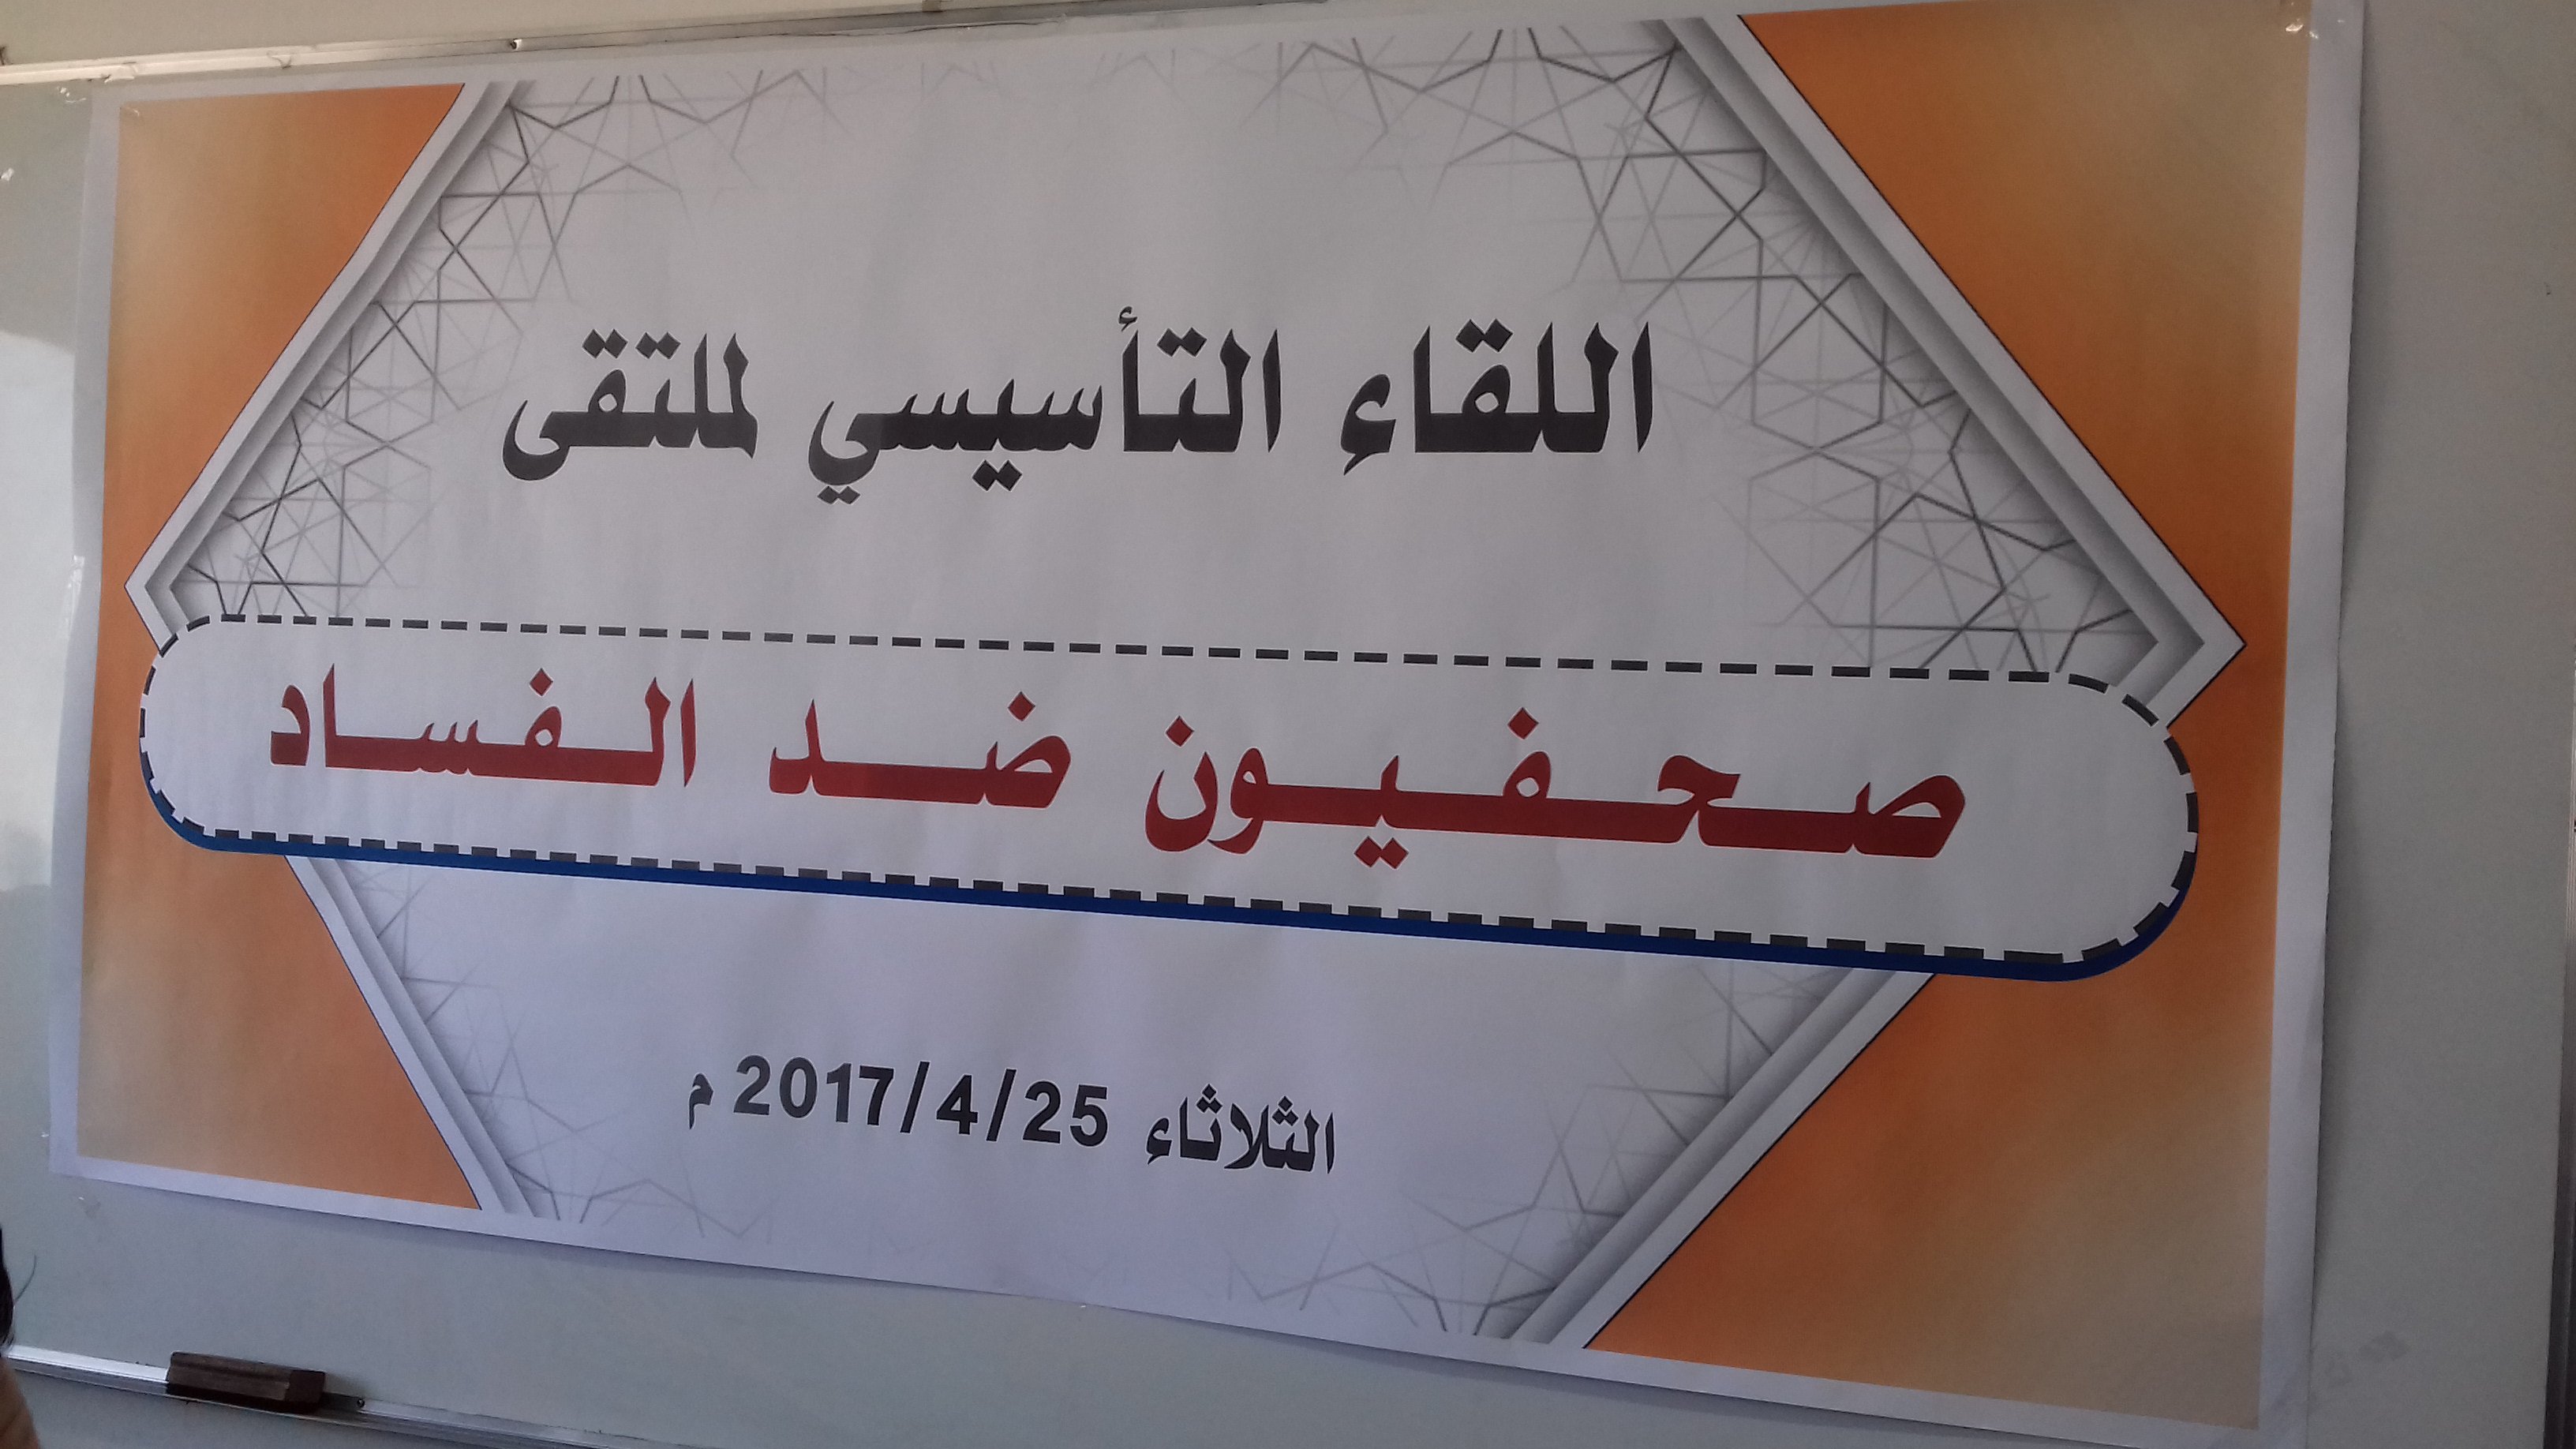 اللقاء التأسيسي لملتقى
صحفيون ضد الفساد
الثلاثاء 2017/4/25 م